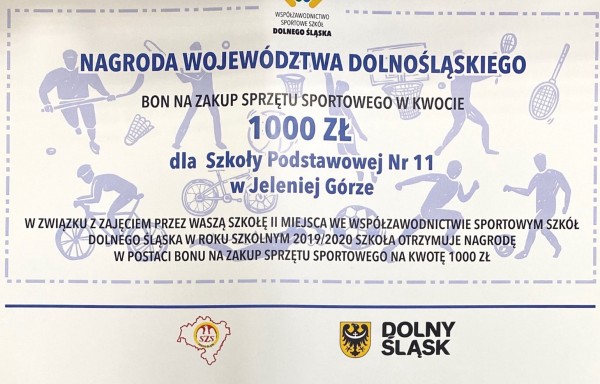 WSPÓŁZAWODNICTWO
SPORTOWE SZKÓŁ
DOLNEGO ŚLĄSKA
NAGRODA WOJEWÓDZTWA DOLNOŚLĄSKIEGO
BON NA ZAKUP SPRZĘTU SPORTOWEGO W KWOCIE
1000 ZŁ
dla Szkoły Podstawowej Nr 11
w Jeleniej Górze
W ZWIĄZKU Z ZAJĘCIEM PRZEZ WASZĄ SZKOŁĘ II MIEJSCA WE WSPÓŁZAWODNICTWIE SPORTOWYM SZKÓŁ
DOLNEGO ŚLĄSKA W ROKU SZKOLNYM 2019/2020 SZKOŁA OTRZYMUJE NAGRODĘ
W POSTACI BONU NA ZAKUP SPRZĘTU SPORTOWEGO NA KWOTĘ 1000 ZŁ
SZS
DOLNY
ŚLĄSK